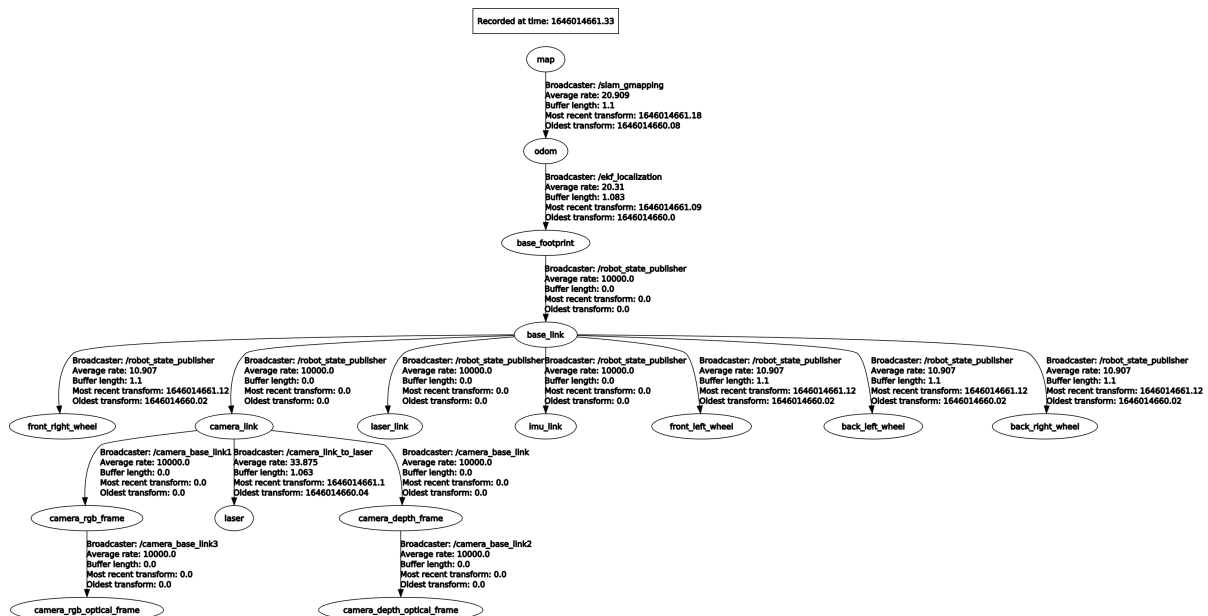 Recorded at time: 1646014661.33
map
Broadcaster: /slam_gmapping
Average rate: 20.909
Buffer length: 1.1
Most recent transform: 1646014661.18
Oldest transform: 1646014660.08
odom
Broadcaster: /ekf_localization
Average rate: 20.31
Buffer length: 1.083
Most recent transform: 1646014661.09
Oldest transform: 1646014660.0
base_footprint
Broadcaster: /robot_state_publisher
Average rate: 10000.0
Buffer length: 0.0
Most recent transform: 0.0
Oldest transform: 0.0
base_link
Broadcaster: /robot_state_publisher
Average rate: 10.907
Buffer length: 1.1
Most recent transform: 1646014661.12
Oldest transform: 1646014660.02
front_right_wheel
Broadcaster: /robot_state_publisher
Average rate: 10000.0
Buffer length: 0.0
Most recent transform: 0.0
Oldest transform: 0.0
camera_link
Broadcaster: /robot_state_publisher
Average rate: 10000.0
Buffer length: 0.0
Most recent transform: 0.0
Oldest transform: 0.0
laser_link
Broadcaster: /robot_state_publisher
Average rate: 10000.0
Buffer length: 0.0
Most recent transform: 0.0
Oldest transform: 0.0
imu_link
Broadcaster: /robot_state_publisher
Average rate: 10.907
Buffer length: 1.1
Most recent transform: 1646014661.12
Oldest transform: 1646014660.02
front_left_wheel
Broadcaster: /robot_state_publisher
Average rate: 10.907
Buffer length: 1.1
Most recent transform: 1646014661.12
Oldest transform: 1646014660.02
back_left_wheel
Broadcaster: /robot_state_publisher
Average rate: 10.907
Buffer length: 1.1
Most recent transform: 1646014661.12
Oldest transform: 1646014660.02
back_right_wheel
Broadcaster: /camera_base_link1
Average rate: 10000.0
Buffer length: 0.0
Most recent transform: 0.0
Oldest transform: 0.0
camera_rgb_frame
Broadcaster: /camera_link_to_laser
Average rate: 33.875
Buffer length: 1.063
Most recent transform: 1646014661.1
Oldest transform: 1646014660.04
laser
Broadcaster: /camera_base_link
Average rate: 10000.0
Buffer length: 0.0
Most recent transform: 0.0
Oldest transform: 0.0
camera_depth_frame
Broadcaster: /camera_base_link3
Average rate: 10000.0
Buffer length: 0.0
Most recent transform: 0.0
Oldest transform: 0.0
camera_rgb_optical_frame
Broadcaster: /camera_base_link2
Average rate: 10000.0
Buffer length: 0.0
Most recent transform: 0.0
Oldest transform: 0.0
camera_depth_optical_frame